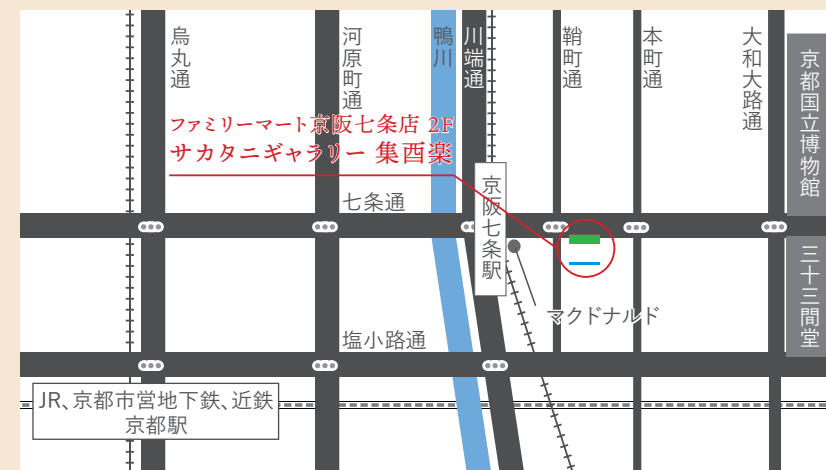 烏丸通
河原町通
鴨川
川端通
鞘町通
本町通
大和大路通
京都国立博物館
ファミリーマート京阪七条店 2F
サカタニギャラリー 集酉楽
七条通
京阪七条駅
三十三間堂
マクドナルド
塩小路通
JR、京都市営地下鉄、近鉄
京都駅